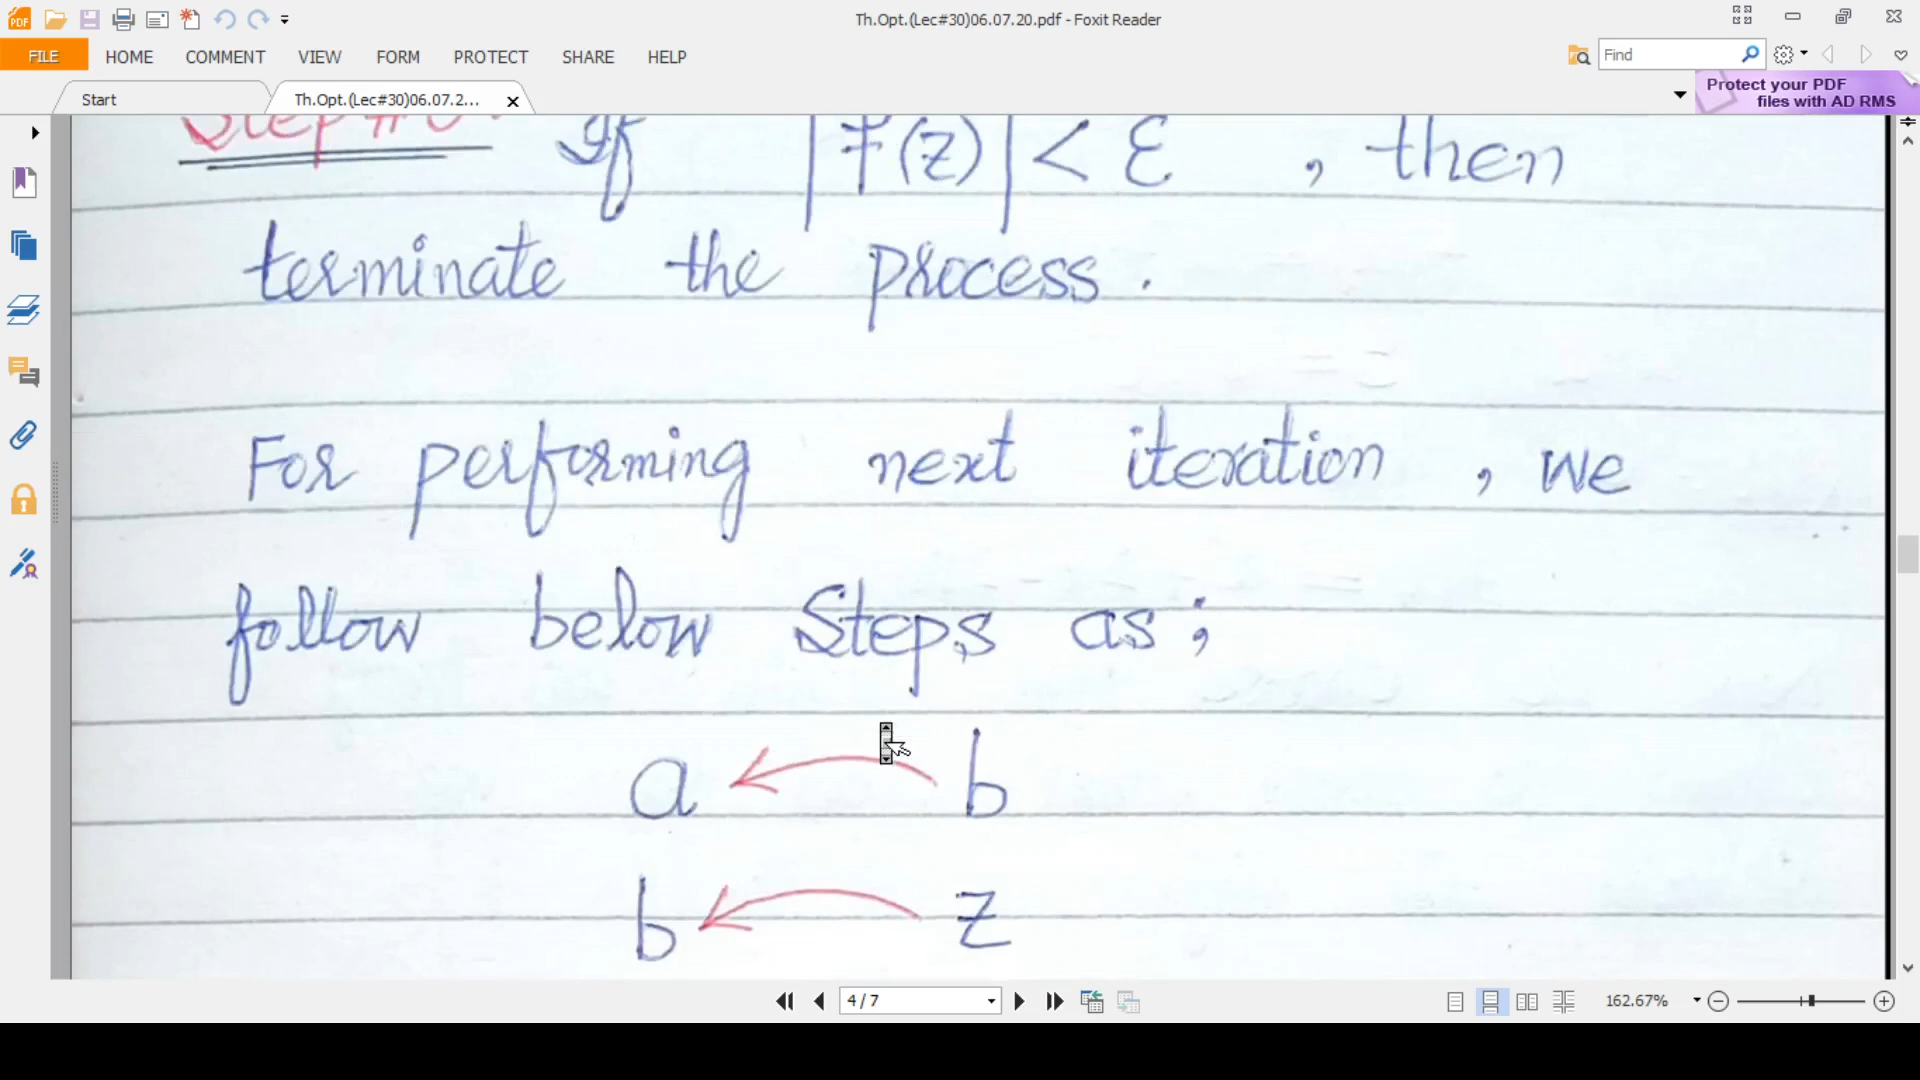 Th.Opt.(Lec#30)06.07.20.pdf - Foxit Reader
FILE HOME COMMENT VIEW FORM PROTECT SHARE HELP
Find
Start
Th.Opt.(Lec#30)06.07.2...
Protect your PDF
files with AD RMS
If |F(z)| < ε , then
terminate the process.
For performing next iteration , we
follow below Steps as ;
a ← b
b ← z
4 / 7
162.67%